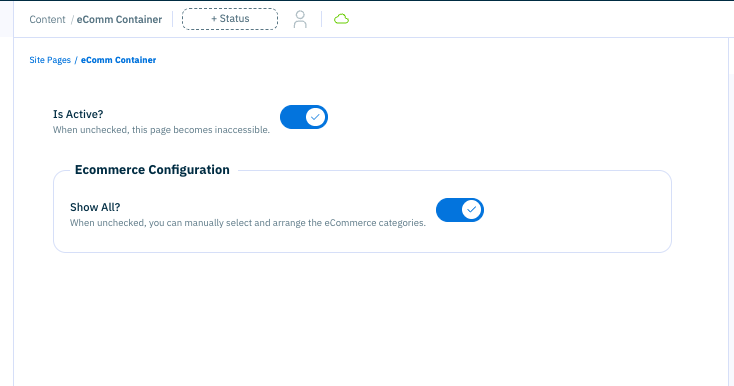 Content / eComm Container + Status
Site Pages / eComm Container
Is Active?
When unchecked, this page becomes inaccessible.
Ecommerce Configuration
Show All?
When unchecked, you can manually select and arrange the eCommerce categories.